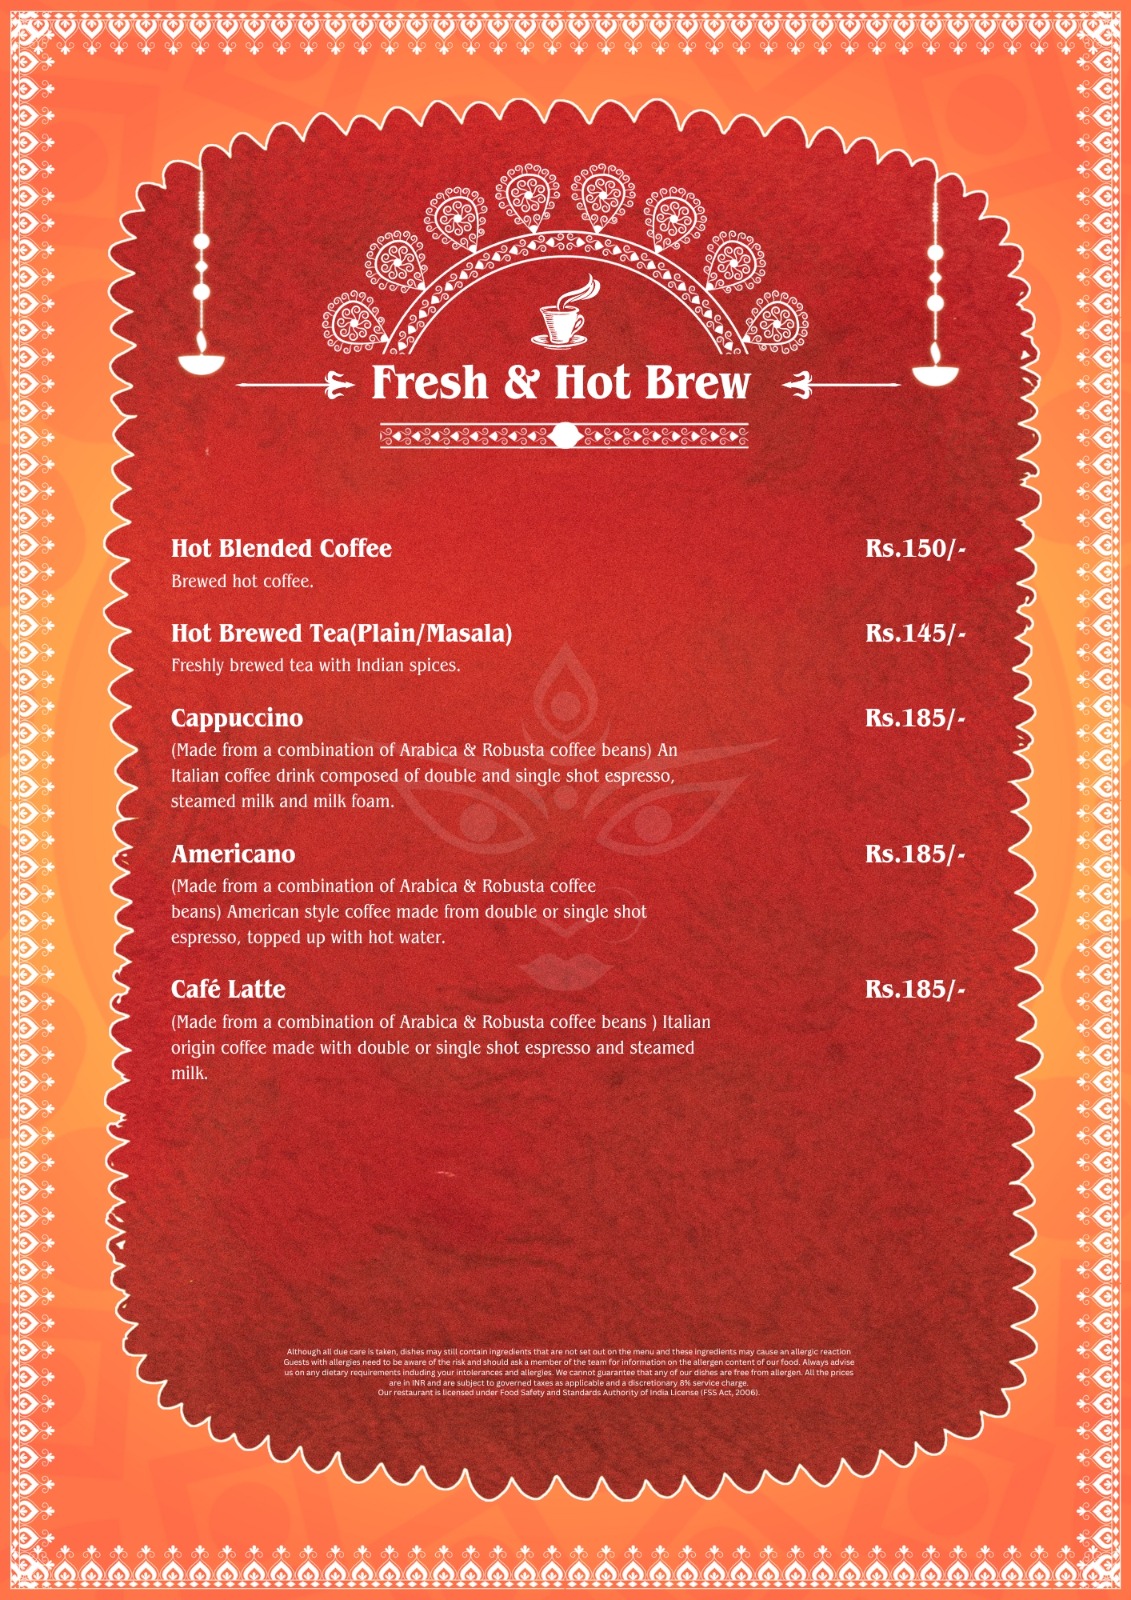 Fresh & Hot Brew
Hot Blended Coffee Rs.150/-
Brewed hot coffee.
Hot Brewed Tea(Plain/Masala) Rs.145/-
Freshly brewed tea with Indian spices.
Cappuccino Rs.185/-
(Made from a combination of Arabica & Robusta coffee beans) An
Italian coffee drink composed of double and single shot espresso,
steamed milk and milk foam.
Americano Rs.185/-
(Made from a combination of Arabica & Robusta coffee
beans) American style coffee made from double or single shot
espresso, topped up with hot water.
Café Latte Rs.185/-
(Made from a combination of Arabica & Robusta coffee beans ) Italian
origin coffee made with double or single shot espresso and steamed
milk.
Although all due care is taken, dishes may still contain ingredients that are not set out on the menu and these ingredients may cause an allergic reaction
Guests with allergies need to be aware of the risk and should ask a member of the team for information on the allergen content of our food. Always advise
us on any dietary requirements including your intolerances and allergies. We cannot guarantee that any of our dishes are free from allergen. All the prices
are in INR and are subject to governed taxes as applicable and a discretionary 8% service charge.
Our restaurant is licensed under Food Safety and Standards Authority of India License (FSS Act, 2006).